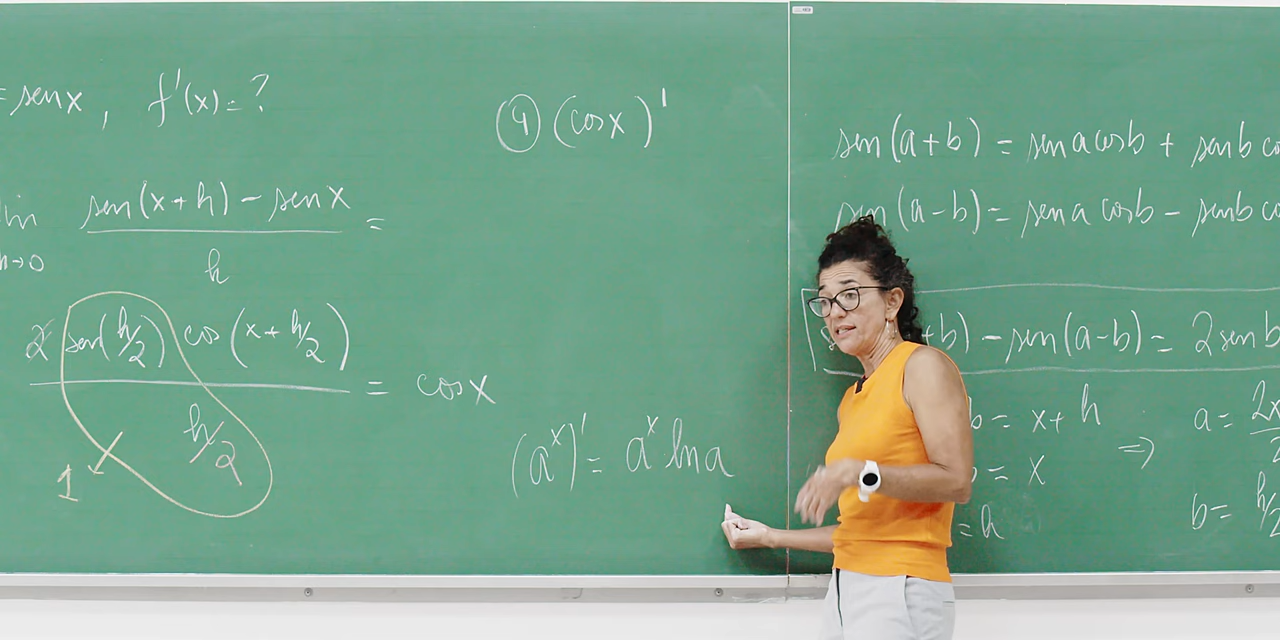 = sen x , f'(x) = ?
lim h→0 sen(x+h) - sen x / h =
2 sen(h/2) cos(x + h/2) / h/2 = cos x
1
④ (cos x)'
(a^x)' = a^x . ln a
sen(a+b) = sen a cos b + sen b co
sen(a-b) = sen a cos b - sen b co
+b) - sen(a-b) = 2 sen b
b = x+h ⇒ a = 2x
b = x
= a b = h/2